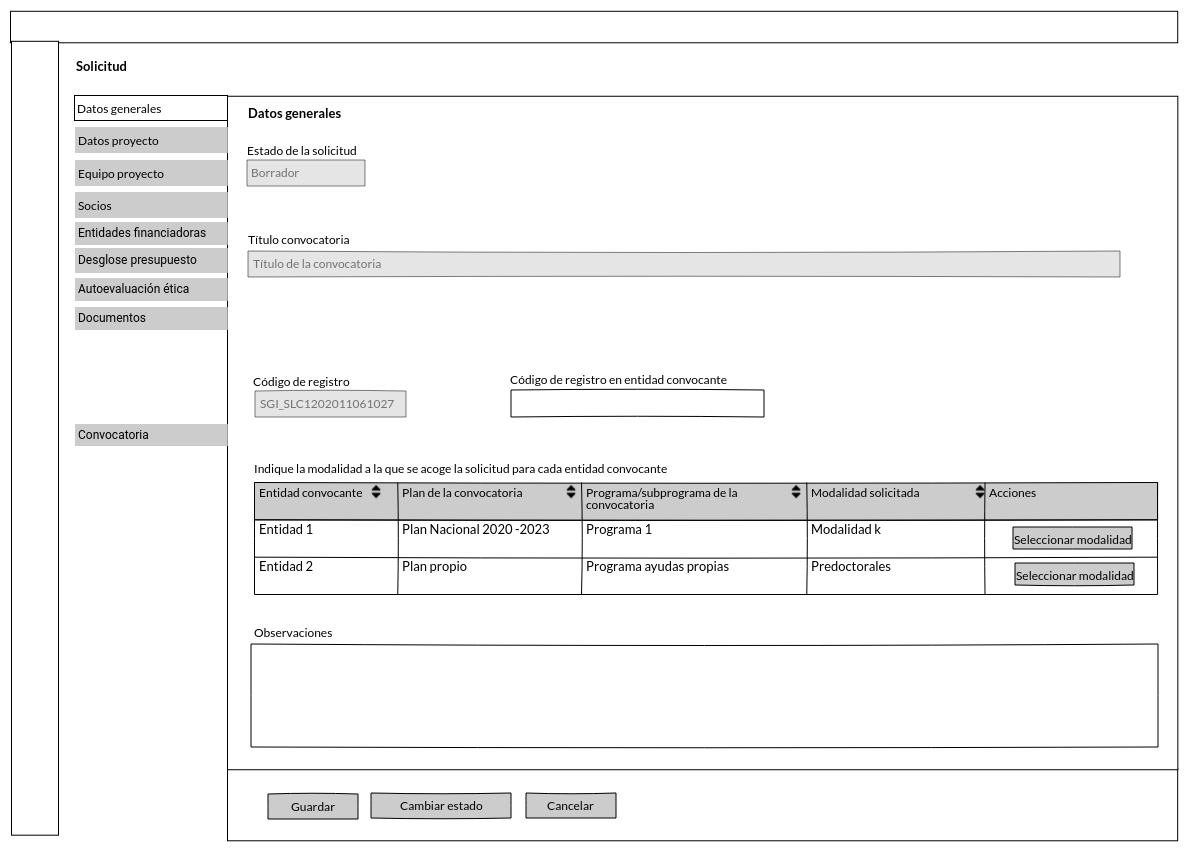 Solicitud
Datos generales
Datos proyecto
Equipo proyecto
Socios
Entidades financiadoras
Desglose presupuesto
Autoevaluación ética
Documentos
Convocatoria
Datos generales
Estado de la solicitud
Borrador
Título convocatoria
Título de la convocatoria
Código de registro
Código de registro en entidad convocante
SGI_SLC1202011061027
Indique la modalidad a la que se acoge la solicitud para cada entidad convocante
Entidad convocante Plan de la convocatoria Programa/subprograma de la Modalidad solicitada Acciones
convocatoria
Entidad 1 Plan Nacional 2020 -2023 Programa 1 Modalidad k Seleccionar modalidad
Entidad 2 Plan propio Programa ayudas propias Predoctorales Seleccionar modalidad
Observaciones
Guardar Cambiar estado Cancelar